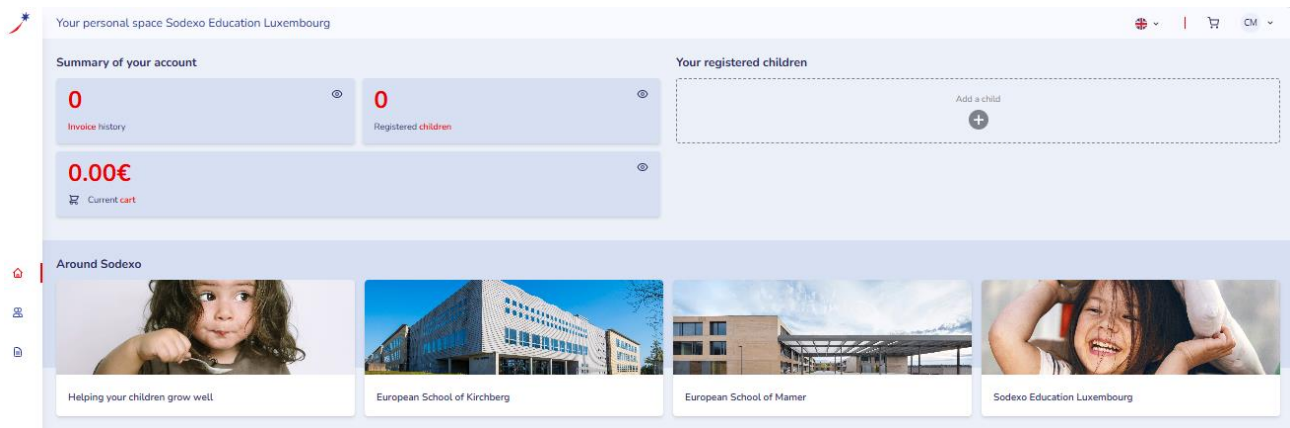 Your personal space Sodexo Education Luxembourg
CM
Summary of your account
Your registered children
0
Invoice history
0
Registered children
Add a child
0.00€
Current cart
Around Sodexo
Helping your children grow well
European School of Kirchberg
European School of Mamer
Sodexo Education Luxembourg